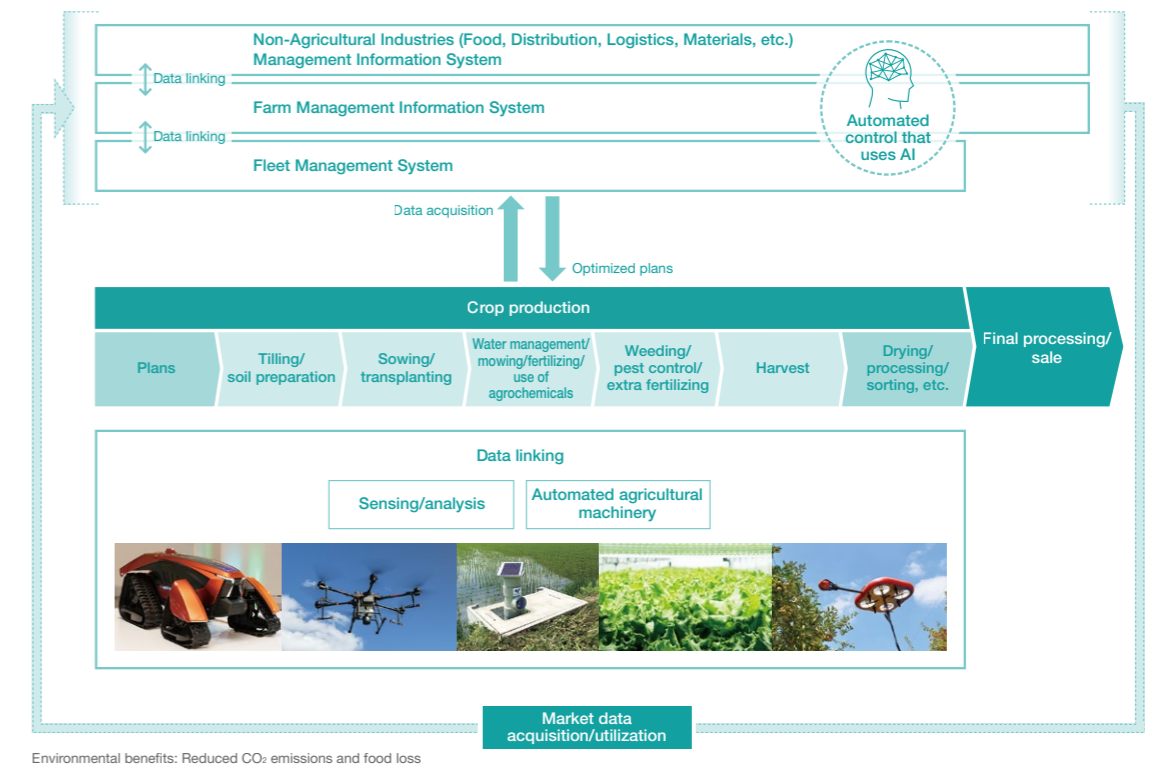 Non-Agricultural Industries (Food, Distribution, Logistics, Materials, etc.)
Management Information System
Data linking
Farm Management Information System
Data linking
Fleet Management System
Automated
control that
uses AI
Data acquisition
Optimized plans
Crop production
Final processing/
sale
Plans
Tilling/
soil preparation
Sowing/
transplanting
Water management/
mowing/fertilizing/
use of
agrochemicals
Weeding/
pest control/
extra fertilizing
Harvest
Drying/
processing/
sorting, etc.
Data linking
Sensing/analysis
Automated agricultural
machinery
Market data
acquisition/utilization
Environmental benefits: Reduced CO₂ emissions and food loss